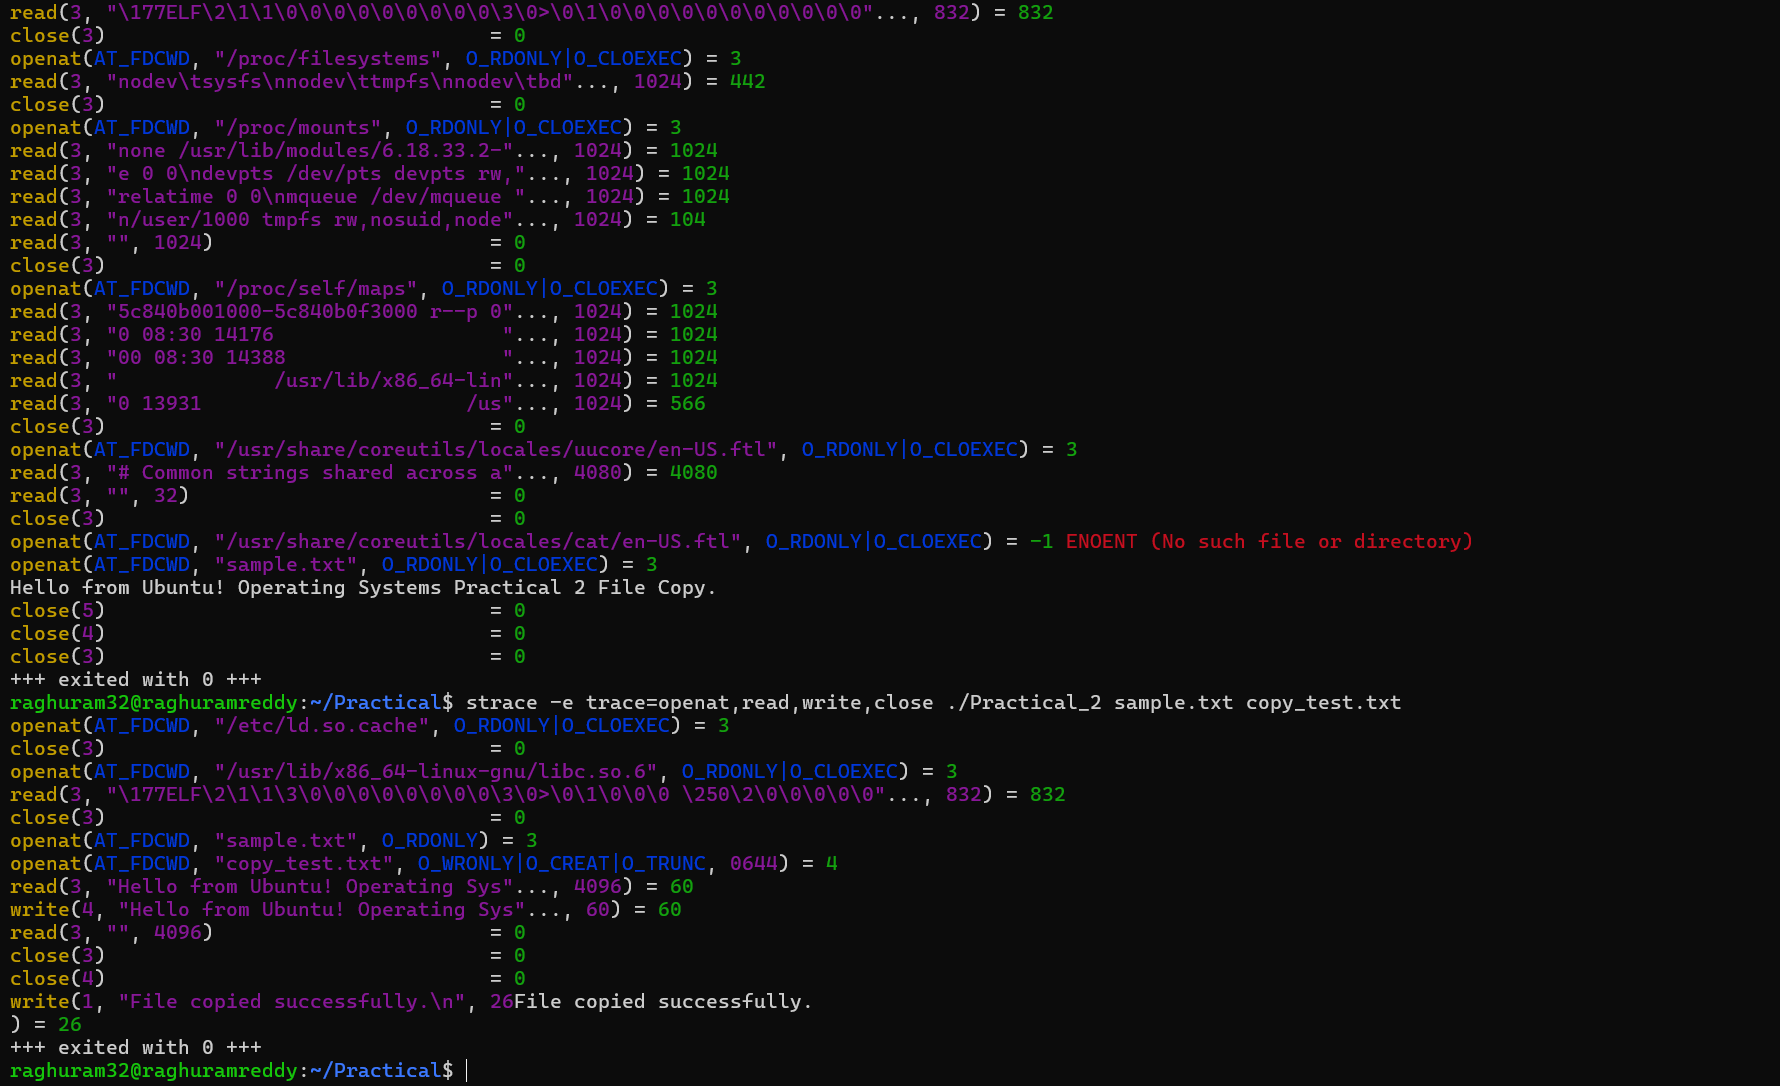 read(3, "\177ELF\2\1\1\0\0\0\0\0\0\0\0\0\3\0>\0\1\0\0\0\0\0\0\0\0\0\0\0"..., 832) = 832
close(3)                                = 0
openat(AT_FDCWD, "/proc/filesystems", O_RDONLY|O_CLOEXEC) = 3
read(3, "nodev\tsysfs\nnodev\ttmpfs\nnodev\tbd"..., 1024) = 442
close(3)                                = 0
openat(AT_FDCWD, "/proc/mounts", O_RDONLY|O_CLOEXEC) = 3
read(3, "none /usr/lib/modules/6.18.33.2-"..., 1024) = 1024
read(3, "e 0 0\ndevpts /dev/pts devpts rw,"..., 1024) = 1024
read(3, "relatime 0 0\nmqueue /dev/mqueue "..., 1024) = 1024
read(3, "n/user/1000 tmpfs rw,nosuid,node"..., 1024) = 104
read(3, "", 1024)                       = 0
close(3)                                = 0
openat(AT_FDCWD, "/proc/self/maps", O_RDONLY|O_CLOEXEC) = 3
read(3, "5c840b001000-5c840b0f3000 r--p 0"..., 1024) = 1024
read(3, "0 08:30 14176                   "..., 1024) = 1024
read(3, "00 08:30 14388                  "..., 1024) = 1024
read(3, "             /usr/lib/x86_64-lin"..., 1024) = 1024
read(3, "0 13931                      /us"..., 1024) = 566
close(3)                                = 0
openat(AT_FDCWD, "/usr/share/coreutils/locales/uucore/en-US.ftl", O_RDONLY|O_CLOEXEC) = 3
read(3, "# Common strings shared across a"..., 4080) = 4080
read(3, "", 32)                         = 0
close(3)                                = 0
openat(AT_FDCWD, "/usr/share/coreutils/locales/cat/en-US.ftl", O_RDONLY|O_CLOEXEC) = -1 ENOENT (No such file or directory)
openat(AT_FDCWD, "sample.txt", O_RDONLY|O_CLOEXEC) = 3
Hello from Ubuntu! Operating Systems Practical 2 File Copy.
close(5)                                = 0
close(4)                                = 0
close(3)                                = 0
+++ exited with 0 +++
raghuram32@raghuramreddy:~/Practical$ strace -e trace=openat,read,write,close ./Practical_2 sample.txt copy_test.txt
openat(AT_FDCWD, "/etc/ld.so.cache", O_RDONLY|O_CLOEXEC) = 3
close(3)                                = 0
openat(AT_FDCWD, "/usr/lib/x86_64-linux-gnu/libc.so.6", O_RDONLY|O_CLOEXEC) = 3
read(3, "\177ELF\2\1\1\3\0\0\0\0\0\0\0\0\3\0>\0\1\0\0\0 \250\2\0\0\0\0\0"..., 832) = 832
close(3)                                = 0
openat(AT_FDCWD, "sample.txt", O_RDONLY) = 3
openat(AT_FDCWD, "copy_test.txt", O_WRONLY|O_CREAT|O_TRUNC, 0644) = 4
read(3, "Hello from Ubuntu! Operating Sys"..., 4096) = 60
write(4, "Hello from Ubuntu! Operating Sys"..., 60) = 60
read(3, "", 4096)                       = 0
close(3)                                = 0
close(4)                                = 0
write(1, "File copied successfully.\n", 26File copied successfully.
) = 26
+++ exited with 0 +++
raghuram32@raghuramreddy:~/Practical$